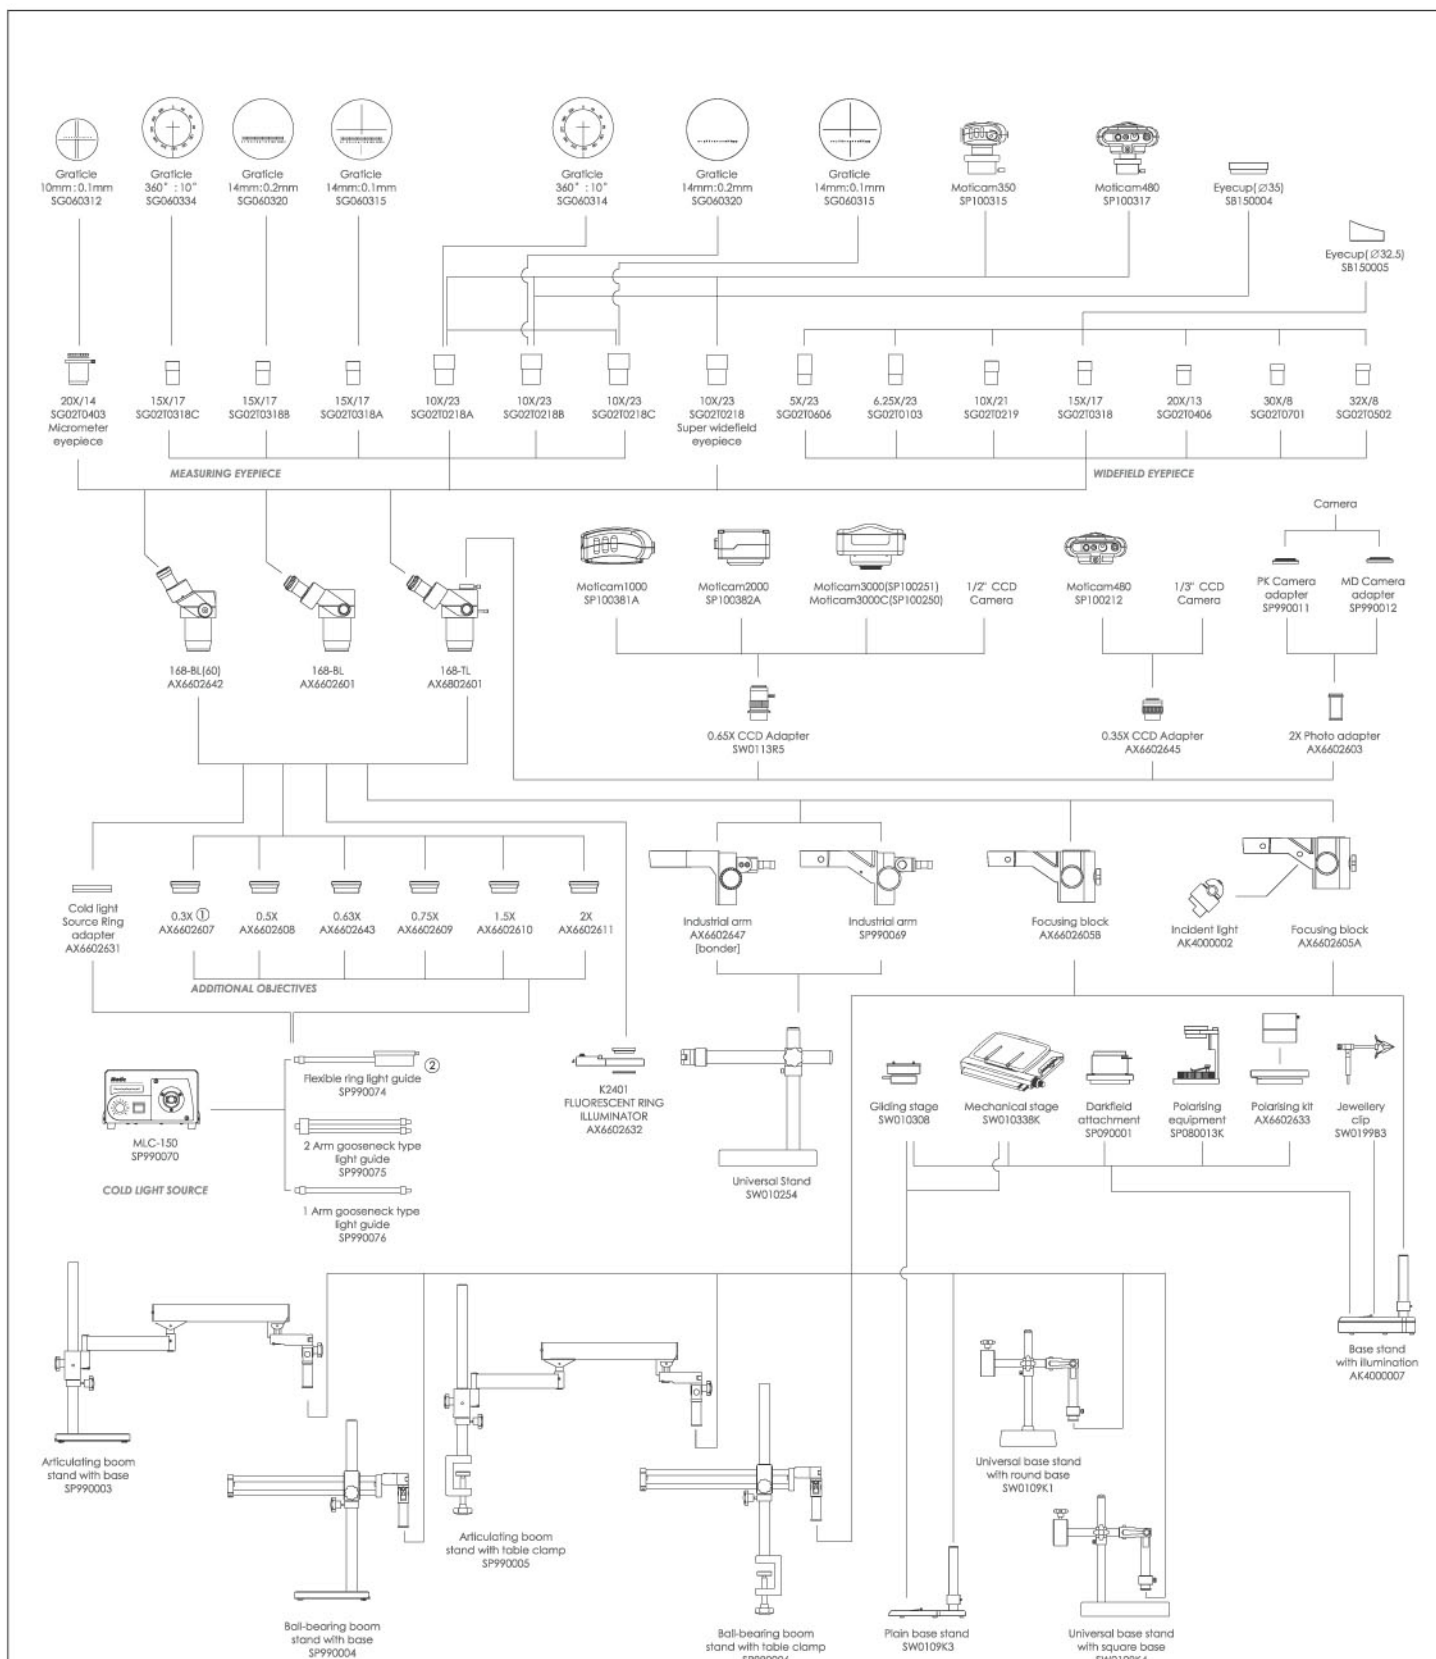 Graticle
10mm:0.1mm
SG060312
Graticle
360° :10"
SG060334
Graticle
14mm:0.2mm
SG060320
Graticle
14mm:0.1mm
SG060315
Graticle
360° :10"
SG060314
Graticle
14mm:0.2mm
SG060320
Graticle
14mm:0.1mm
SG060315
Moticam350
SP100315
Moticam480
SP100317
Eyecup(∅35)
SB150004
Eyecup(∅32.5)
SB150005
20X/14
SG02T0403
Micrometer
eyepiece
15X/17
SG02T0318C
15X/17
SG02T0318B
15X/17
SG02T0318A
10X/23
SG02T0218A
10X/23
SG02T0218B
10X/23
SG02T0218C
10X/23
SG02T0218
Super widefield
eyepiece
5X/23
SG02T0606
6.25X/23
SG02T0103
10X/21
SG02T0219
15X/17
SG02T0318
20X/13
SG02T0406
30X/8
SG02T0701
32X/8
SG02T0502
MEASURING EYEPIECE
WIDEFIELD EYEPIECE
168-BL(60)
AX6602642
168-BL
AX6602601
168-TL
AX6802601
Moticam1000
SP100381A
Moticam2000
SP100382A
Moticam3000(SP100251)
Moticam3000C(SP100250)
1/2" CCD
Camera
Moticam480
SP100212
1/3" CCD
Camera
Camera
PK Camera
adapter
SP990011
MD Camera
adapter
SP990012
0.65X CCD Adapter
SW0113R5
0.35X CCD Adapter
AX6602645
2X Photo adapter
AX6602603
Cold light
Source Ring
adapter
AX6602631
0.3X ①
AX6602607
0.5X
AX6602608
0.63X
AX6602643
0.75X
AX6602609
1.5X
AX6602610
2X
AX6602611
ADDITIONAL OBJECTIVES
Industrial arm
AX6602647
[bonder]
Industrial arm
SP990069
Focusing block
AX6602605B
Incident light
AK4000002
Focusing block
AX6602605A
Motic
MLC-150
SP990070
COLD LIGHT SOURCE
②
Flexible ring light guide
SP990074
2 Arm gooseneck type
light guide
SP990075
1 Arm gooseneck type
light guide
SP990076
K2401
FLUORESCENT RING
ILLUMINATOR
AX6602632
Universal Stand
SW010254
Gliding stage
SW010308
Mechanical stage
SW010338K
Darkfield
attachment
SP090001
Polarising
equipment
SP080013K
Polarising kit
AX6602633
Jewellery
clip
SW0199B3
Base stand
with illumination
AK4000007
Articulating boom
stand with base
SP990003
Ball-bearing boom
stand with base
SP990004
Articulating boom
stand with table clamp
SP990005
Ball-bearing boom
stand with table clamp
Plain base stand
SW0109K3
Universal base stand
with round base
SW0109K1
Universal base stand
with square base